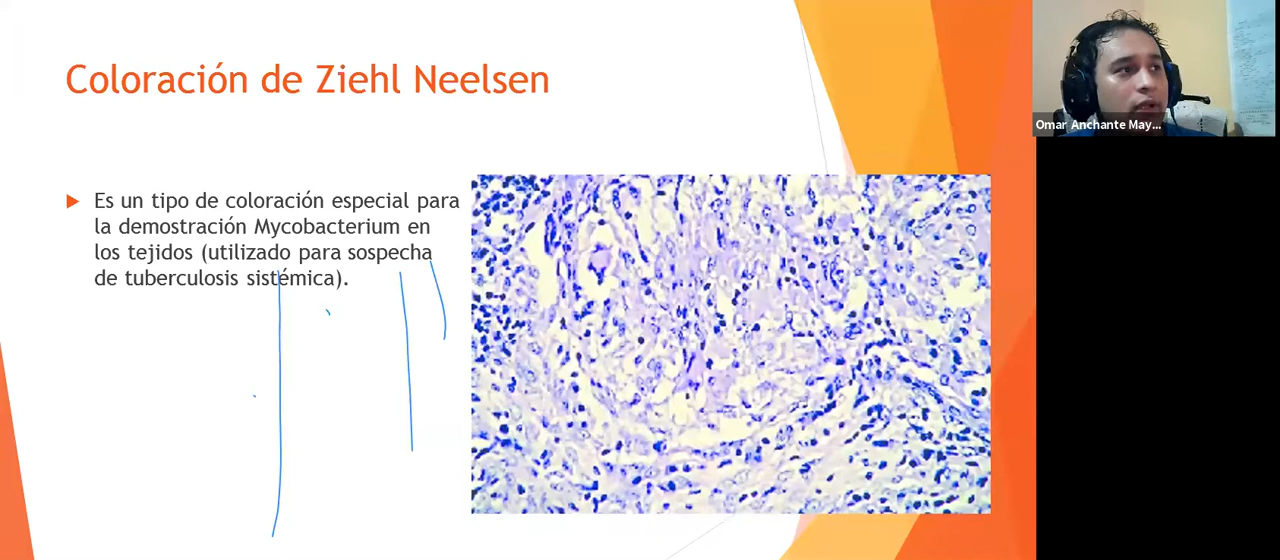 Coloración de Ziehl Neelsen
Es un tipo de coloración especial para
la demostración Mycobacterium en
los tejidos (utilizado para sospecha
de tuberculosis sistémica).
Omar Anchante May...